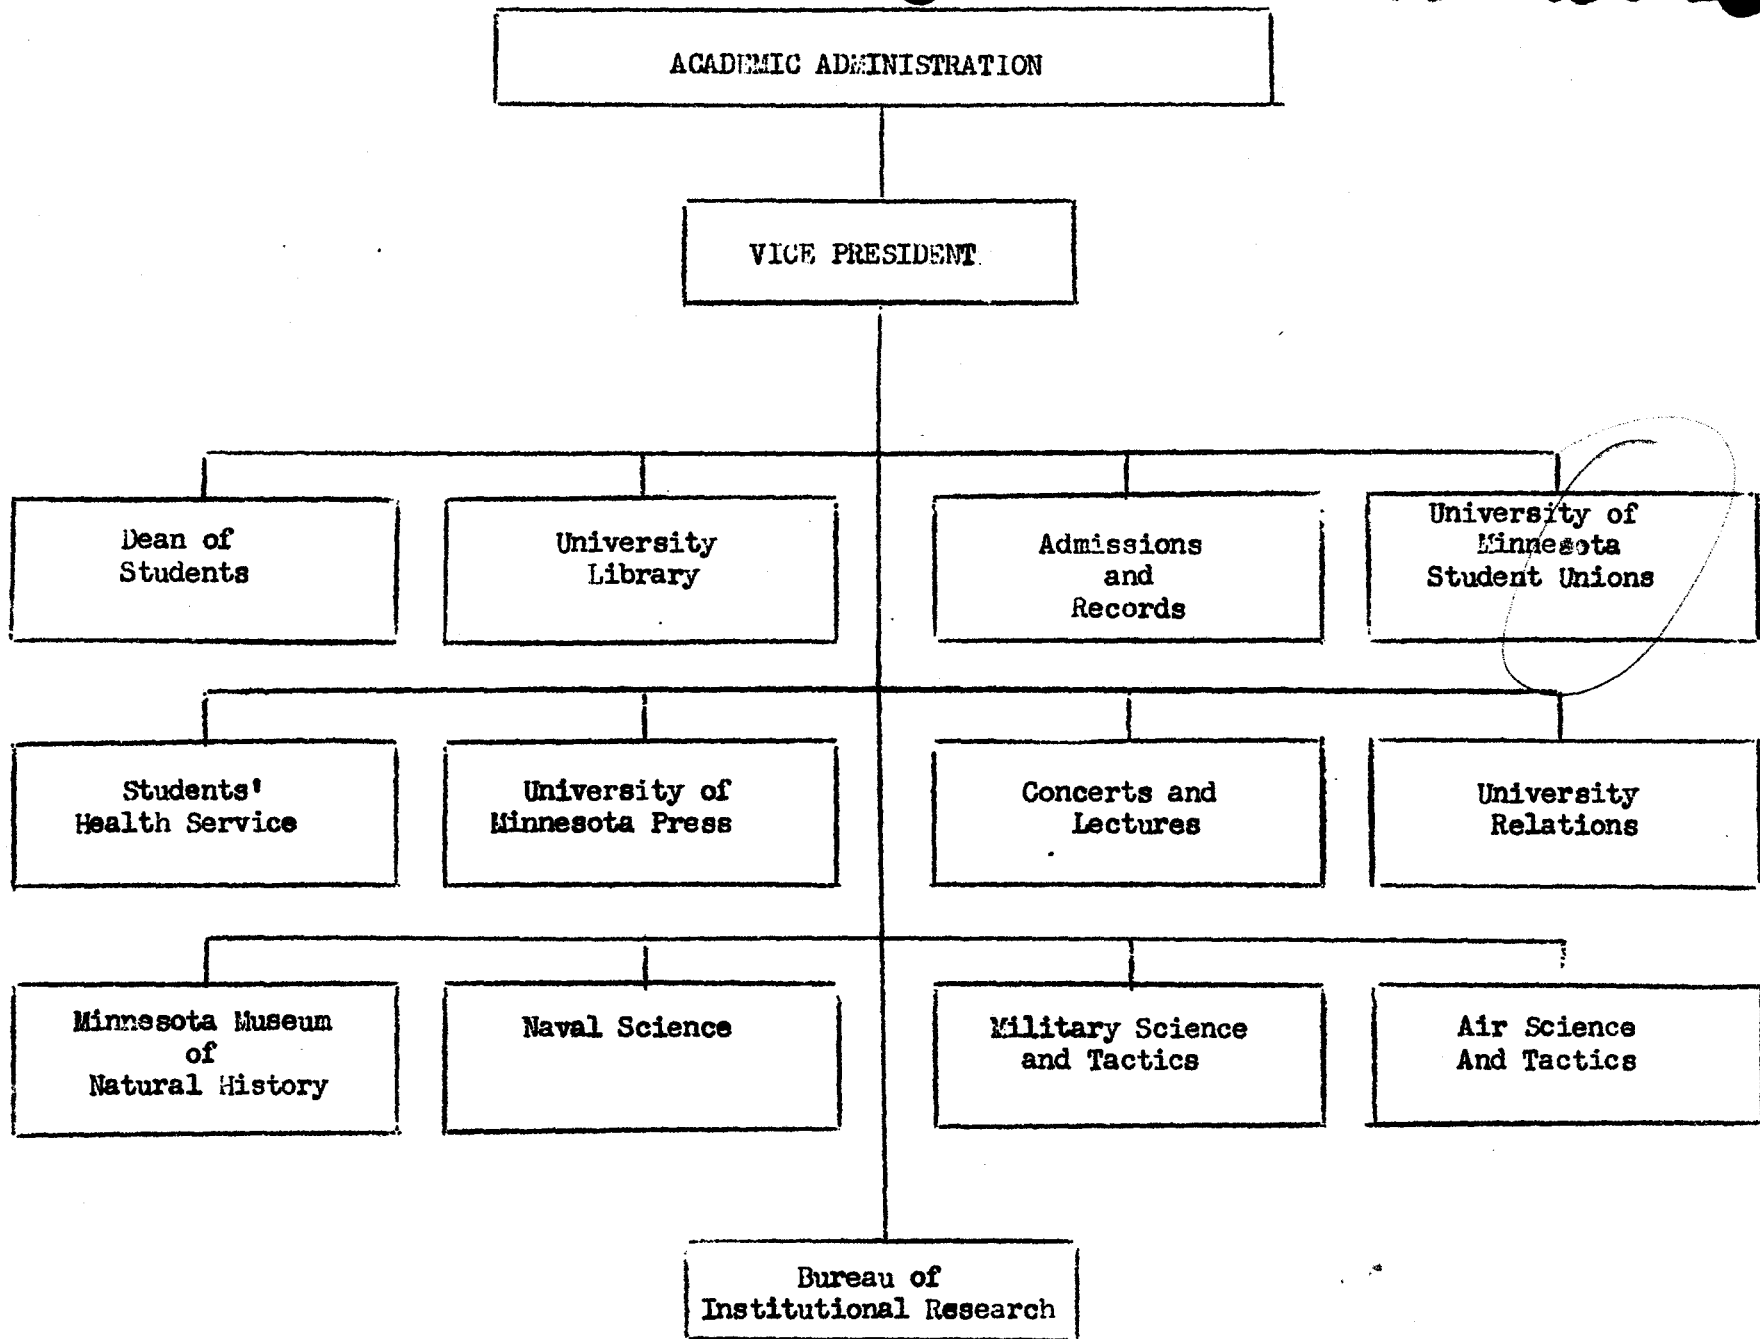 ACADEMIC ADMINISTRATION
VICE PRESIDENT
Dean of
Students
University
Library
Admissions
and
Records
University of
Minnesota
Student Unions
Students'
Health Service
University of
Minnesota Press
Concerts and
Lectures
University
Relations
Minnesota Museum
of
Natural History
Naval Science
Military Science
and Tactics
Air Science
And Tactics
Bureau of
Institutional Research